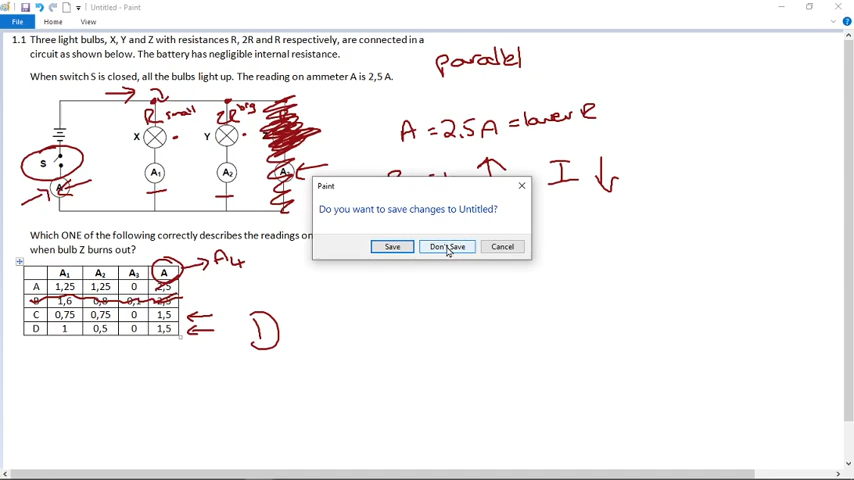 Untitled - Paint
File Home View
1.1 Three light bulbs, X, Y and Z with resistances R, 2R and R respectively, are connected in a
circuit as shown below. The battery has negligible internal resistance.
parallel
When switch S is closed, all the bulbs light up. The reading on ammeter A is 2,5 A.
R small 2R big
A = 2.5A = lower R
X Y
S
A1 A2
I
Paint
Do you want to save changes to Untitled?
Save Don't Save Cancel
Which ONE of the following correctly describes the readings on
when bulb Z burns out?
A4
A1 A2 A3 A
A 1,25 1,25 0 2,5
B 1,6 0,8 0,1 2,5
C 0,75 0,75 0 1,5
D 1 0,5 0 1,5
D